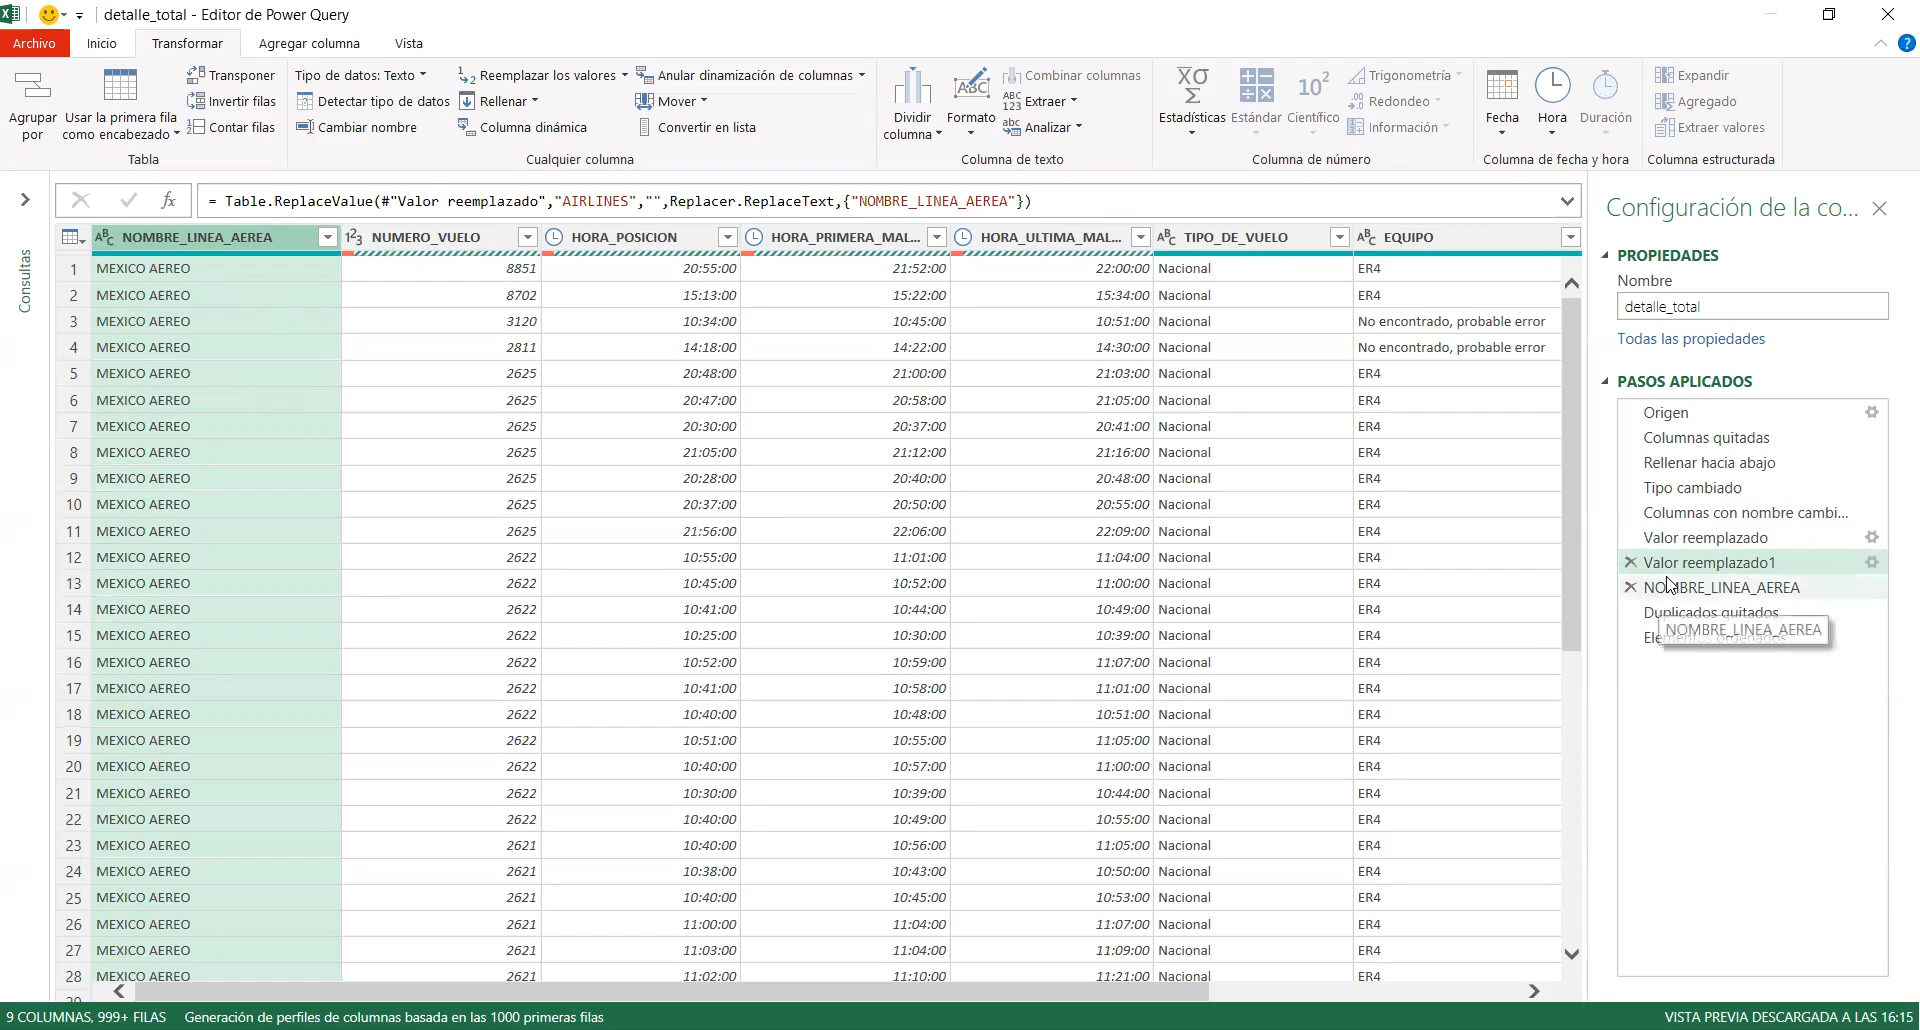 detalle_total - Editor de Power Query
Archivo
Inicio
Transformar
Agregar columna
Vista
Agrupar por
Usar la primera fila como encabezado
Transponer
Invertir filas
Contar filas
Tabla
Tipo de datos: Texto
Detectar tipo de datos
Cambiar nombre
Reemplazar los valores
Rellenar
Columna dinámica
Anular dinamización de columnas
Mover
Convertir en lista
Cualquier columna
Dividir columna
Formato
Combinar columnas
Extraer
Analizar
Columna de texto
Estadísticas
Estándar
Científico
Trigonometría
Redondeo
Información
Columna de número
Fecha
Hora
Duración
Columna de fecha y hora
Expandir
Agregado
Extraer valores
Columna estructurada
= Table.ReplaceValue(#"Valor reemplazado","AIRLINES","",Replacer.ReplaceText,{"NOMBRE_LINEA_AEREA"})
Consultas
NOMBRE_LINEA_AEREA NUMERO_VUELO HORA_POSICION HORA_PRIMERA_MAL... HORA_ULTIMA_MAL... TIPO_DE_VUELO EQUIPO
1 MEXICO AEREO 8851 20:55:00 21:52:00 22:00:00 Nacional ER4
2 MEXICO AEREO 8702 15:13:00 15:22:00 15:34:00 Nacional ER4
3 MEXICO AEREO 3120 10:34:00 10:45:00 10:51:00 Nacional No encontrado, probable error
4 MEXICO AEREO 2811 14:18:00 14:22:00 14:30:00 Nacional No encontrado, probable error
5 MEXICO AEREO 2625 20:48:00 21:00:00 21:03:00 Nacional ER4
6 MEXICO AEREO 2625 20:47:00 20:58:00 21:05:00 Nacional ER4
7 MEXICO AEREO 2625 20:30:00 20:37:00 20:41:00 Nacional ER4
8 MEXICO AEREO 2625 21:05:00 21:12:00 21:16:00 Nacional ER4
9 MEXICO AEREO 2625 20:28:00 20:40:00 20:48:00 Nacional ER4
10 MEXICO AEREO 2625 20:37:00 20:50:00 20:55:00 Nacional ER4
11 MEXICO AEREO 2625 21:56:00 22:06:00 22:09:00 Nacional ER4
12 MEXICO AEREO 2622 10:55:00 11:01:00 11:04:00 Nacional ER4
13 MEXICO AEREO 2622 10:45:00 10:52:00 11:00:00 Nacional ER4
14 MEXICO AEREO 2622 10:41:00 10:44:00 10:49:00 Nacional ER4
15 MEXICO AEREO 2622 10:25:00 10:30:00 10:39:00 Nacional ER4
16 MEXICO AEREO 2622 10:52:00 10:59:00 11:07:00 Nacional ER4
17 MEXICO AEREO 2622 10:41:00 10:58:00 11:01:00 Nacional ER4
18 MEXICO AEREO 2622 10:40:00 10:48:00 10:51:00 Nacional ER4
19 MEXICO AEREO 2622 10:51:00 10:55:00 11:05:00 Nacional ER4
20 MEXICO AEREO 2622 10:40:00 10:57:00 11:00:00 Nacional ER4
21 MEXICO AEREO 2622 10:30:00 10:39:00 10:44:00 Nacional ER4
22 MEXICO AEREO 2622 10:40:00 10:49:00 10:55:00 Nacional ER4
23 MEXICO AEREO 2621 10:40:00 10:56:00 11:05:00 Nacional ER4
24 MEXICO AEREO 2621 10:38:00 10:43:00 10:50:00 Nacional ER4
25 MEXICO AEREO 2621 10:40:00 10:45:00 10:53:00 Nacional ER4
26 MEXICO AEREO 2621 11:00:00 11:04:00 11:07:00 Nacional ER4
27 MEXICO AEREO 2621 11:03:00 11:04:00 11:09:00 Nacional ER4
28 MEXICO AEREO 2621 11:02:00 11:10:00 11:21:00 Nacional ER4
29
Configuración de la co...
PROPIEDADES
Nombre
detalle_total
Todas las propiedades
PASOS APLICADOS
Origen
Columnas quitadas
Rellenar hacia abajo
Tipo cambiado
Columnas con nombre cambi...
Valor reemplazado
Valor reemplazado1
NOMBRE_LINEA_AEREA
Duplicados quitados
NOMBRE_LINEA_AEREA
9 COLUMNAS, 999+ FILAS
Generación de perfiles de columnas basada en las 1000 primeras filas
VISTA PREVIA DESCARGADA A LAS 16:15